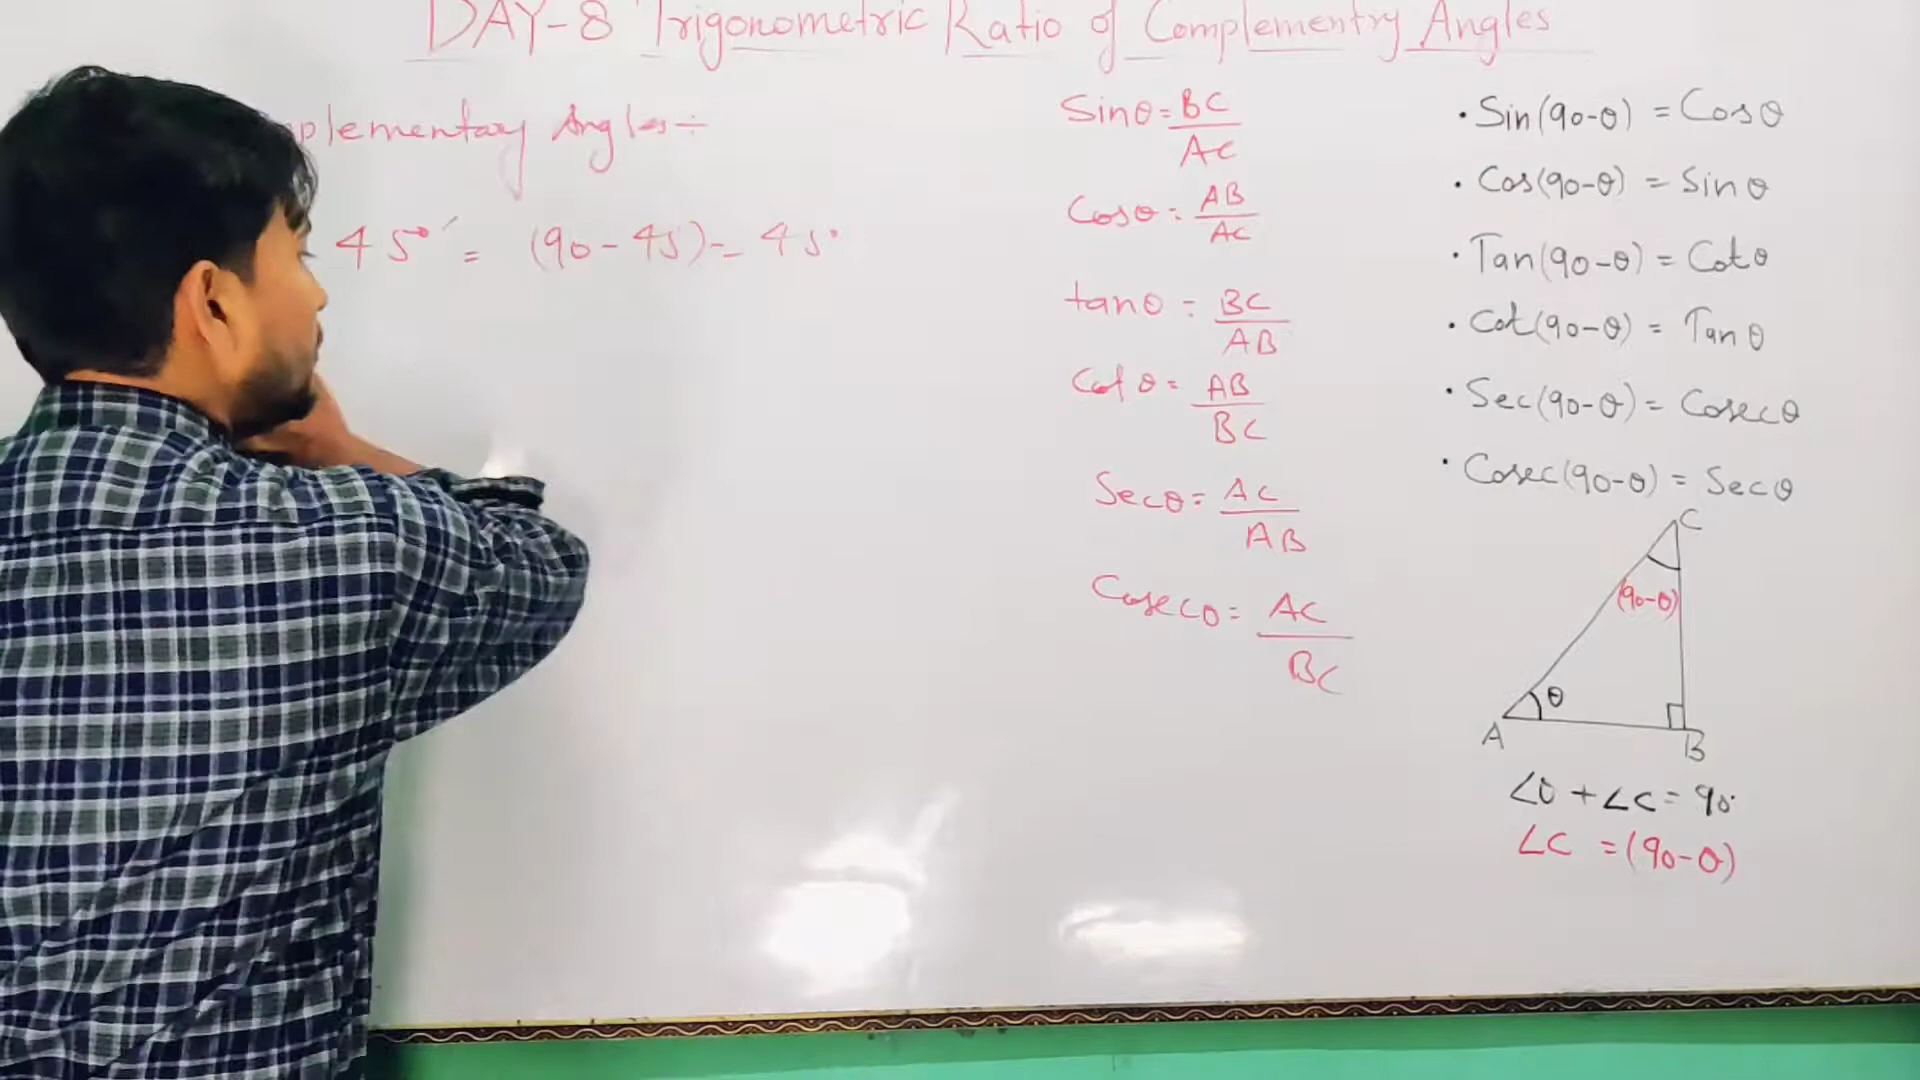 DAY-8 Trigonometric Ratio of Complementry Angles
plementary Angles÷
45° = (90-45)= 45°
Sinθ = BC
AC
Cosθ = AB
AC
tanθ = BC
AB
Cot θ = AB
BC
Secθ = AC
AB
Cosecθ = AC
BC
• Sin(90-θ) = Cosθ
• Cos(90-θ) = Sinθ
• Tan(90-θ) = Cotθ
• Cot(90-θ) = Tanθ
• Sec(90-θ) = Cosecθ
• Cosec(90-θ) = Secθ
C
(90-θ)
θ
A
B
∠θ + ∠C = 90°
∠C = (90-θ)